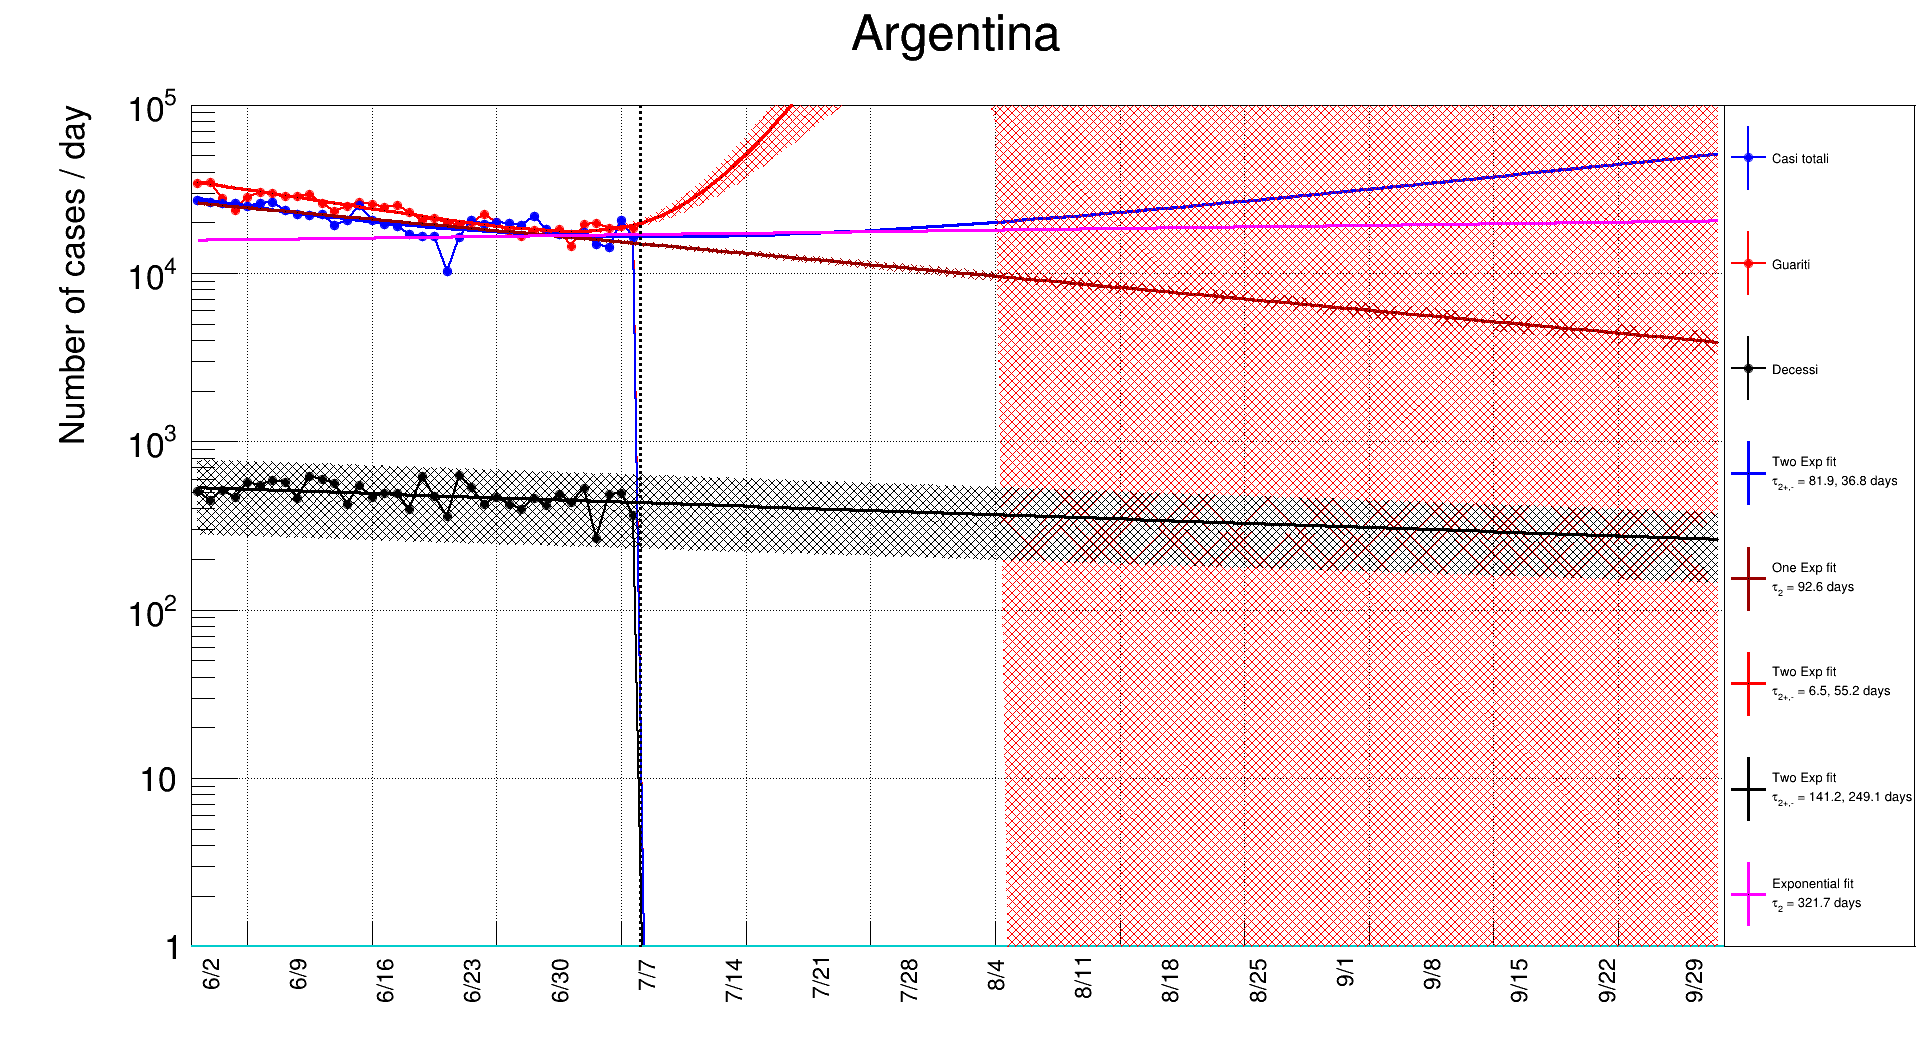 Argentina
Number of cases / day
10^5
10^4
10^3
10^2
10
1
6/2
6/9
6/16
6/23
6/30
7/7
7/14
7/21
7/28
8/4
8/11
8/18
8/25
9/1
9/8
9/15
9/22
9/29
Casi totali
Guariti
Decessi
Two Exp fit
τ2+,- = 81.9, 36.8 days
One Exp fit
τ2 = 92.6 days
Two Exp fit
τ2+,- = 6.5, 55.2 days
Two Exp fit
τ2+,- = 141.2, 249.1 days
Exponential fit
τ2 = 321.7 days